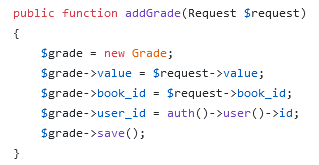 public function addGrade(Request $request)
{
    $grade = new Grade;
    $grade->value = $request->value;
    $grade->book_id = $request->book_id;
    $grade->user_id = auth()->user()->id;
    $grade->save();
}